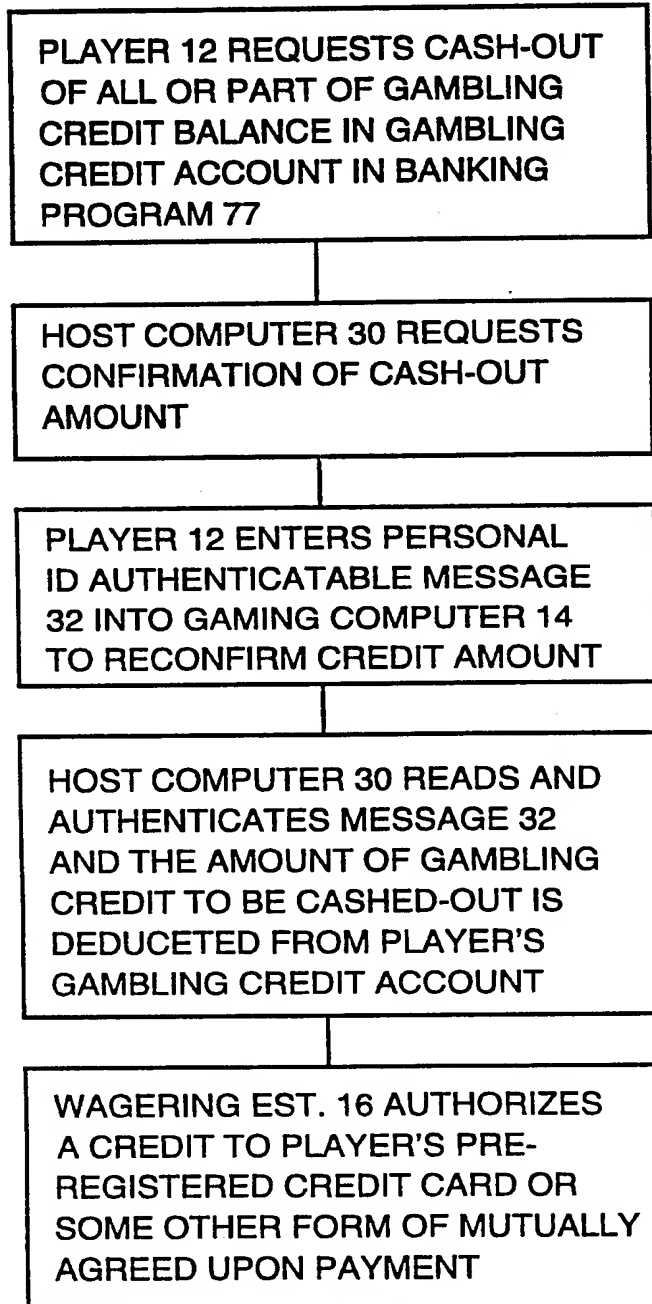 PLAYER 12 REQUESTS CASH-OUT
OF ALL OR PART OF GAMBLING
CREDIT BALANCE IN GAMBLING
CREDIT ACCOUNT IN BANKING
PROGRAM 77
HOST COMPUTER 30 REQUESTS
CONFIRMATION OF CASH-OUT
AMOUNT
PLAYER 12 ENTERS PERSONAL
ID AUTHENTICATABLE MESSAGE
32 INTO GAMING COMPUTER 14
TO RECONFIRM CREDIT AMOUNT
HOST COMPUTER 30 READS AND
AUTHENTICATES MESSAGE 32
AND THE AMOUNT OF GAMBLING
CREDIT TO BE CASHED-OUT IS
DEDUCETED FROM PLAYER'S
GAMBLING CREDIT ACCOUNT
WAGERING EST. 16 AUTHORIZES
A CREDIT TO PLAYER'S PRE-
REGISTERED CREDIT CARD OR
SOME OTHER FORM OF MUTUALLY
AGREED UPON PAYMENT